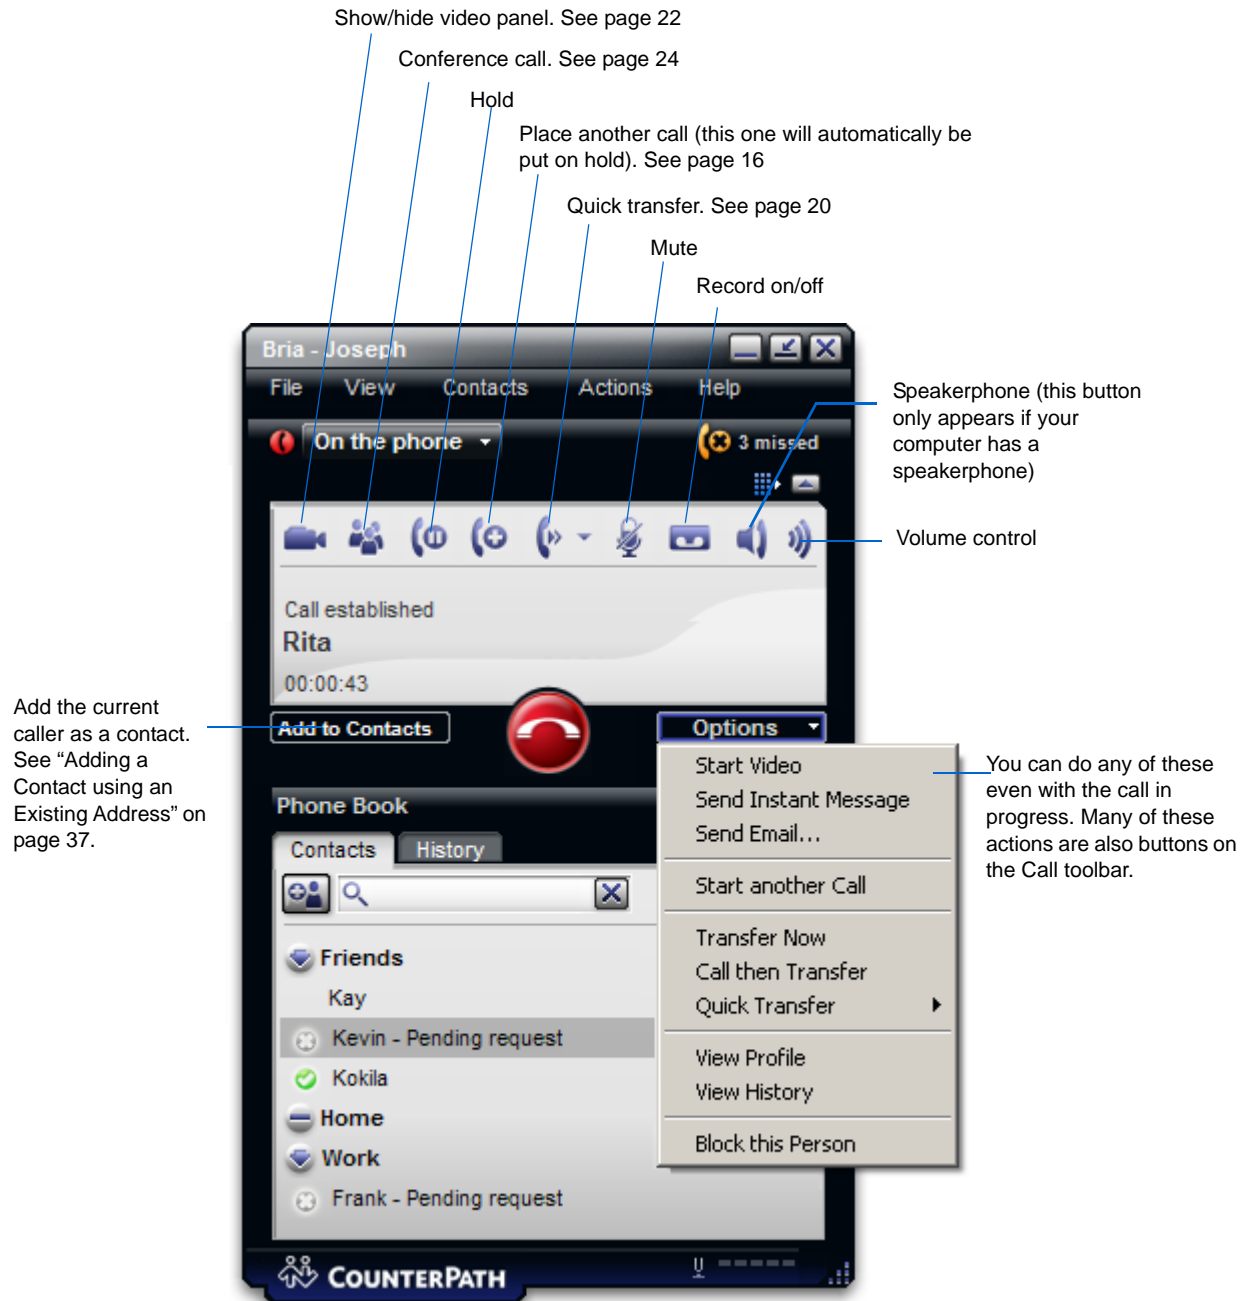 Show/hide video panel. See page 22
Conference call. See page 24
Hold
Place another call (this one will automatically be
put on hold). See page 16
Quick transfer. See page 20
Mute
Record on/off
Bria - Joseph
File View Contacts Actions Help
On the phone
3 missed
Speakerphone (this button
only appears if your
computer has a
speakerphone)
Volume control
Call established
Rita
00:00:43
Add the current
caller as a contact.
See “Adding a
Contact using an
Existing Address” on
page 37.
Add to Contacts
Options
Start Video
Send Instant Message
Send Email...
Start another Call
Transfer Now
Call then Transfer
Quick Transfer
View Profile
View History
Block this Person
You can do any of these
even with the call in
progress. Many of these
actions are also buttons on
the Call toolbar.
Phone Book
Contacts History
Friends
Kay
Kevin - Pending request
Kokila
Home
Work
Frank - Pending request
COUNTERPATH